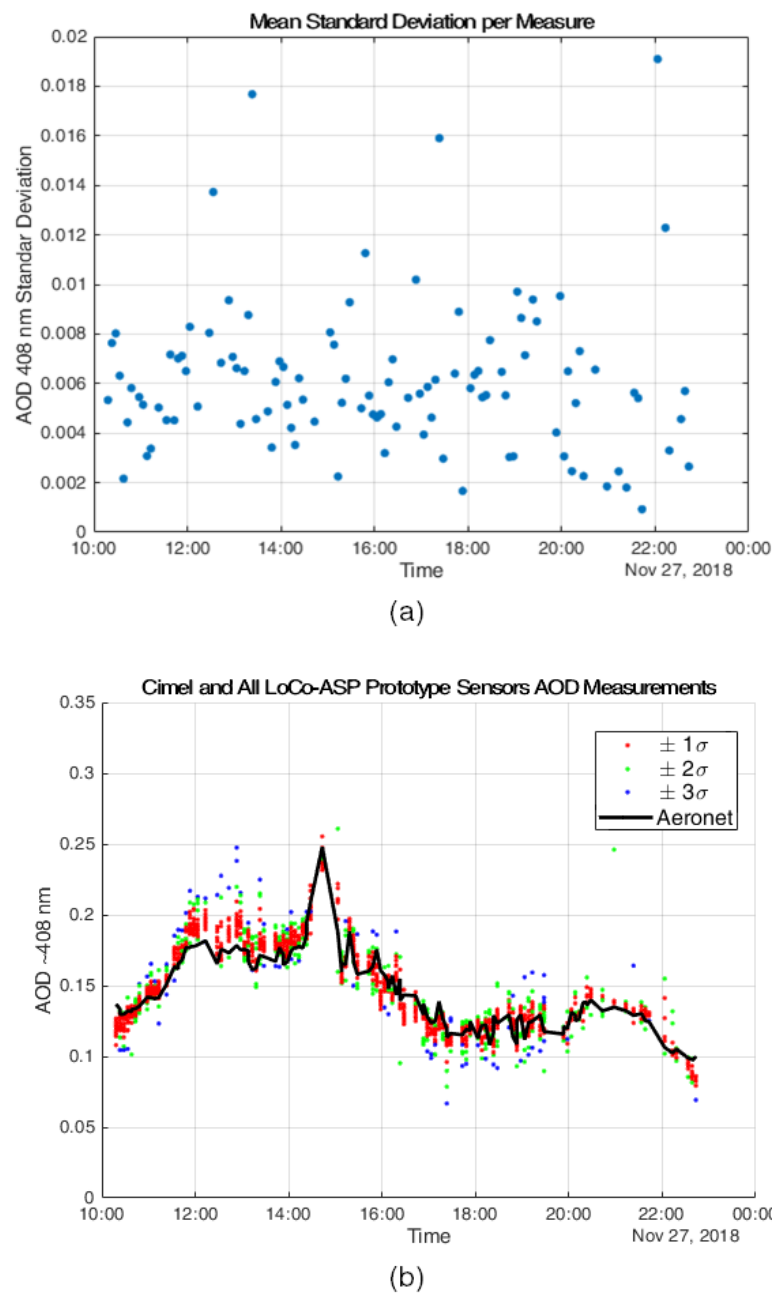 Mean Standard Deviation per Measure
0.02
0.018
0.016
0.014
0.012
0.01
0.008
0.006
0.004
0.002
0
AOD 408 nm Standar Deviation
10:00 12:00 14:00 16:00 18:00 20:00 22:00 00:00
Time
Nov 27, 2018
(a)
Cimel and All LoCo-ASP Prototype Sensors AOD Measurements
0.35
0.3
0.25
0.2
0.15
0.1
0.05
0
AOD ~408 nm
± 1σ
± 2σ
± 3σ
Aeronet
10:00 12:00 14:00 16:00 18:00 20:00 22:00 00:00
Time
Nov 27, 2018
(b)